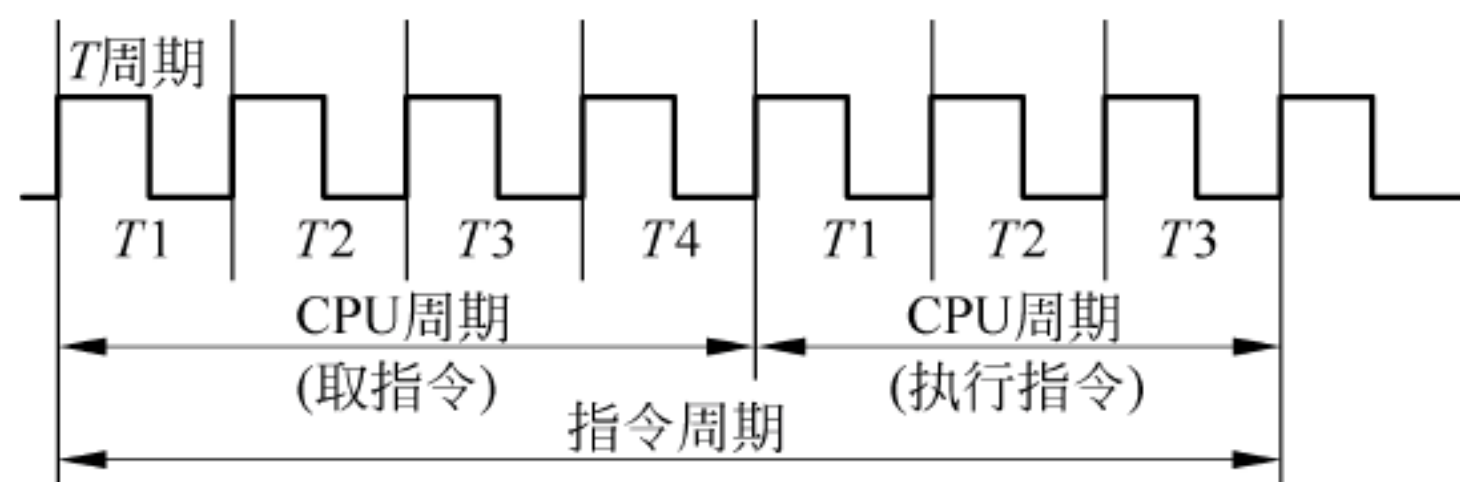 T周期
T1 T2 T3 T4 T1 T2 T3
CPU周期 CPU周期
(取指令) (执行指令)
指令周期